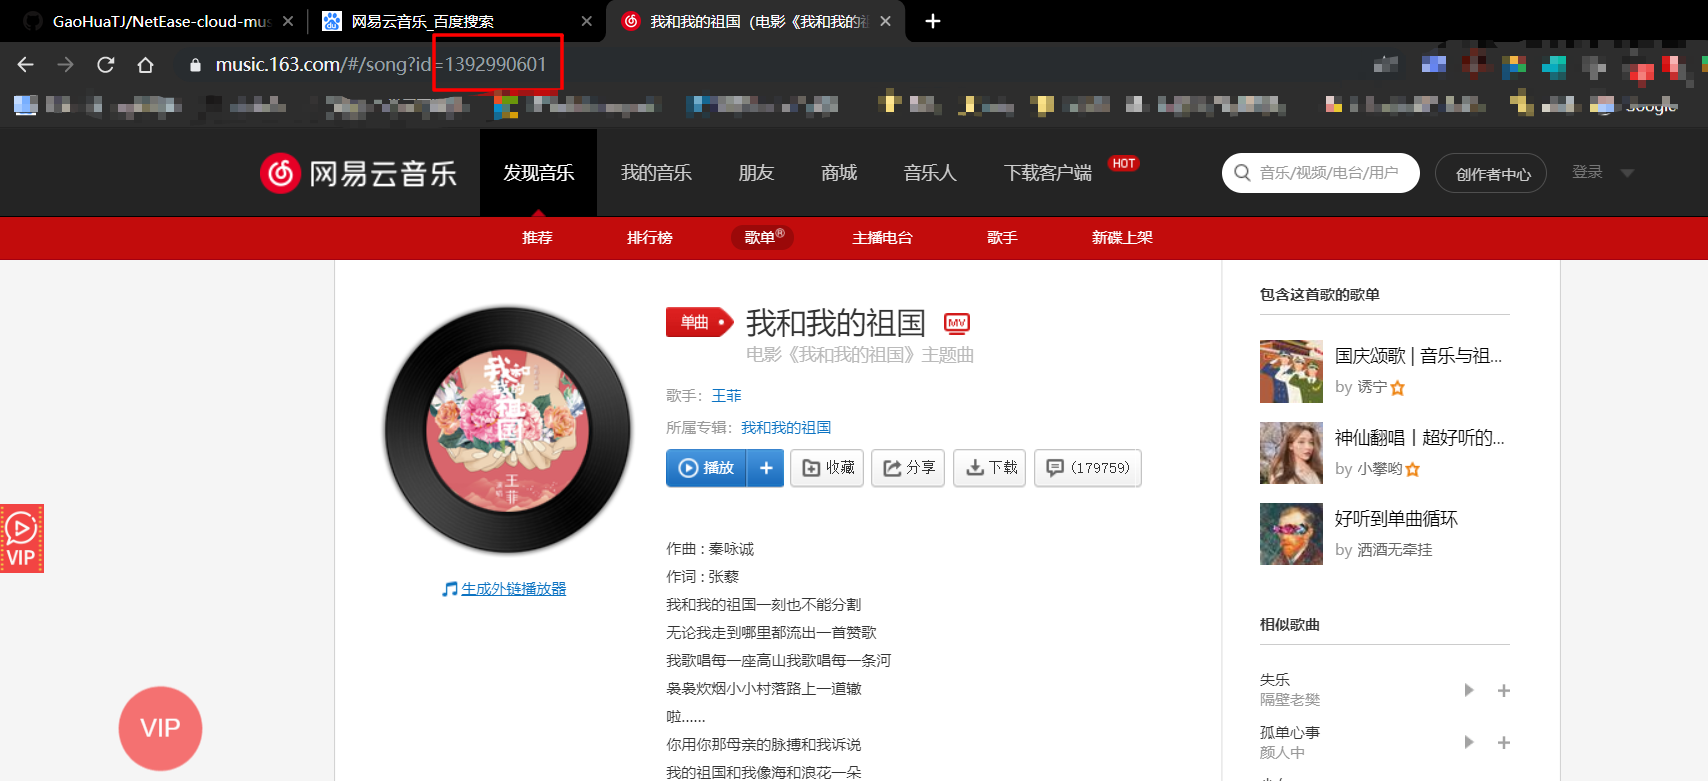 GaoHuaTJ/NetEase-cloud-mus
网易云音乐_百度搜索
我和我的祖国（电影《我和我的祖
music.163.com/#/song?id=1392990601
Google
网易云音乐
发现音乐
我的音乐
朋友
商城
音乐人
下载客户端
HOT
音乐/视频/电台/用户
创作者中心
登录
推荐
排行榜
歌单®
主播电台
歌手
新碟上架
单曲
我和我的祖国
MV
电影《我和我的祖国》主题曲
歌手：王菲
所属专辑：我和我的祖国
播放
收藏
分享
下载
(179759)
我和我的祖国
王菲
生成外链播放器
作曲 : 秦咏诚
作词 : 张藜
我和我的祖国一刻也不能分割
无论我走到哪里都流出一首赞歌
我歌唱每一座高山我歌唱每一条河
袅袅炊烟小小村落路上一道辙
啦......
你用你那母亲的脉搏和我诉说
我的祖国和我像海和浪花一朵
VIP
VIP
包含这首歌的歌单
国庆颂歌 | 音乐与祖...
by 诱宁
神仙翻唱丨超好听的...
by 小攀哟
好听到单曲循环
by 洒酒无牵挂
相似歌曲
失乐
隔壁老樊
孤单心事
颜人中